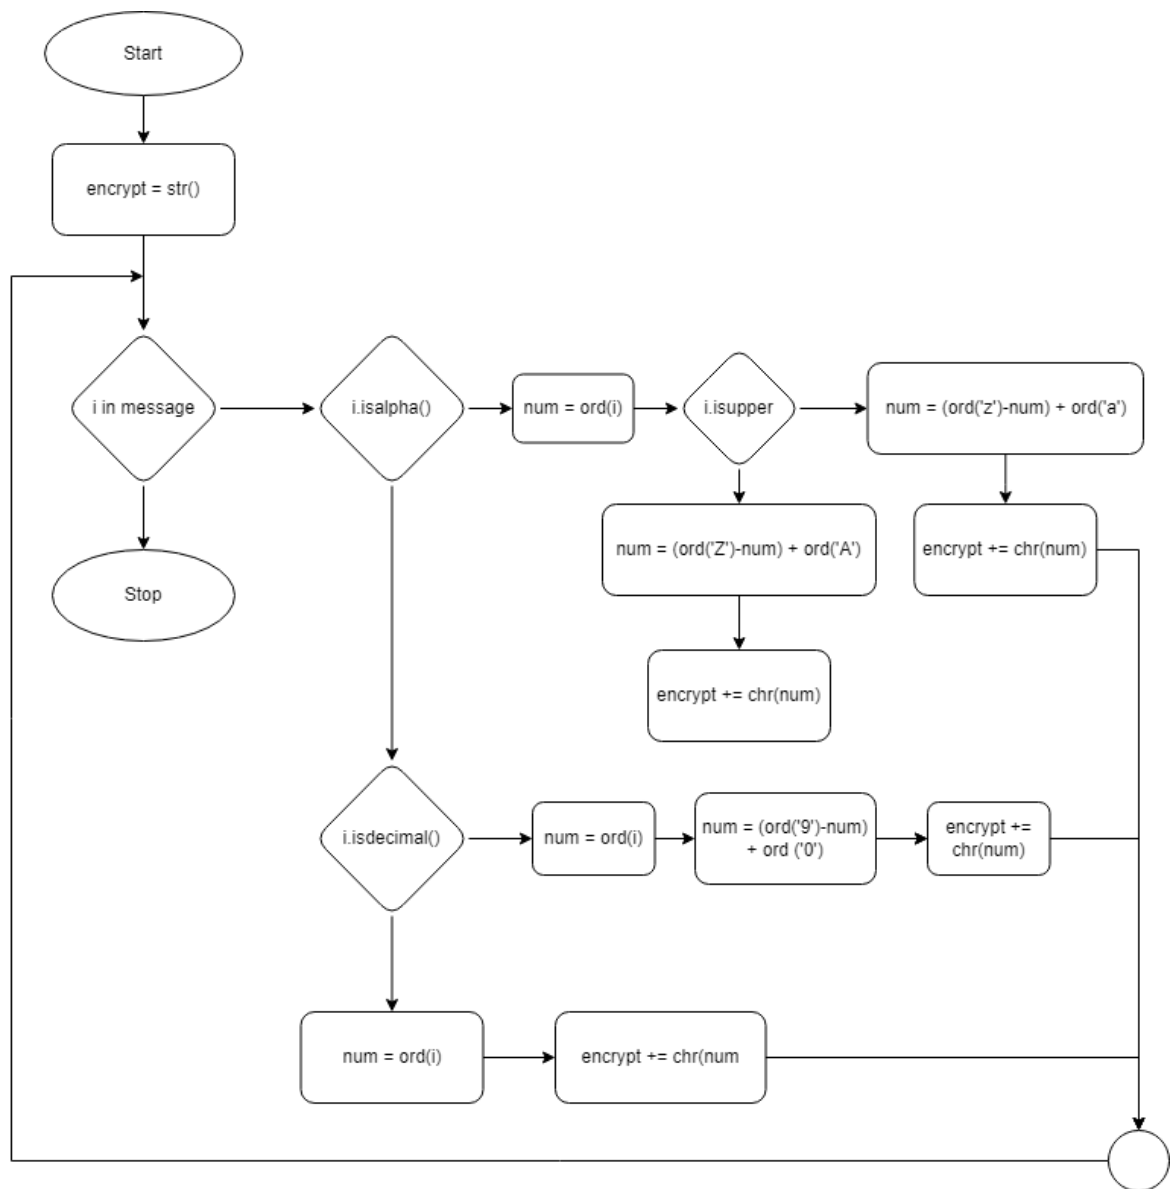 Start
encrypt = str()
i in message
i.isalpha()
num = ord(i)
i.isupper
num = (ord('z')-num) + ord('a')
num = (ord('Z')-num) + ord('A')
encrypt += chr(num)
Stop
encrypt += chr(num)
i.isdecimal()
num = ord(i)
num = (ord('9')-num)
+ ord ('0')
encrypt +=
chr(num)
num = ord(i)
encrypt += chr(num